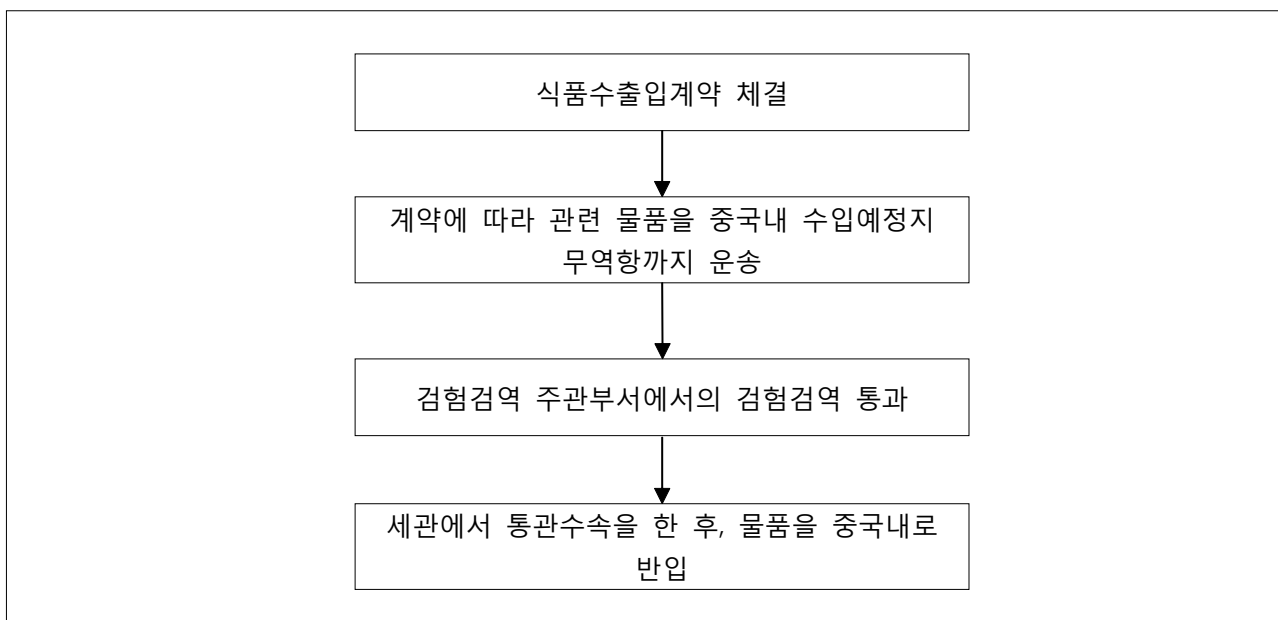 식품수출입계약 체결
계약에 따라 관련 물품을 중국내 수입예정지
무역항까지 운송
검험검역 주관부서에서의 검험검역 통과
세관에서 통관수속을 한 후, 물품을 중국내로
반입